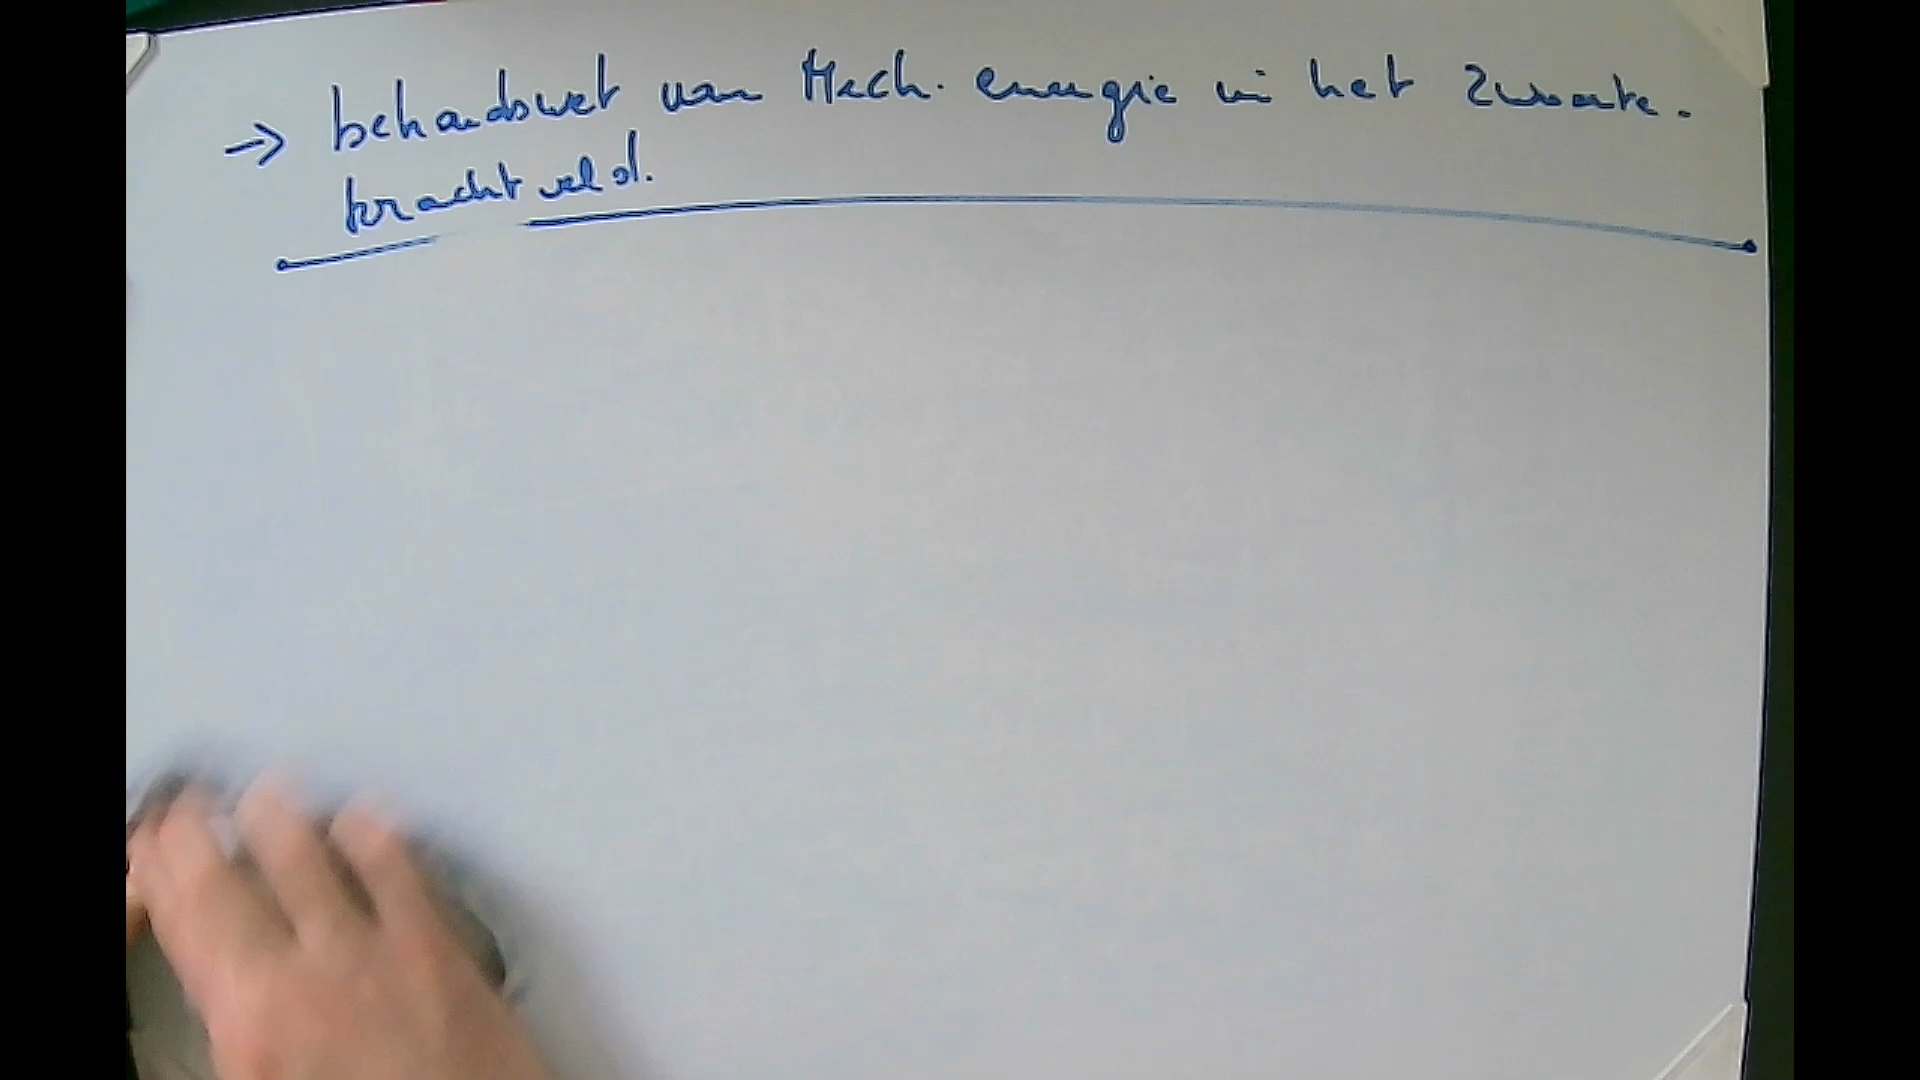 → behoudswet van Mech. energie in het zwaarte-
krachtveld.